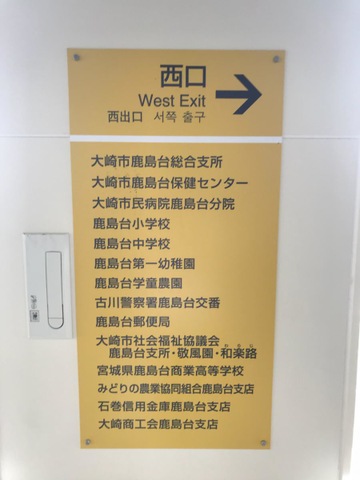 西口
West Exit
西出口 서쪽 출구
大崎市鹿島台総合支所
大崎市鹿島台保健センター
大崎市民病院鹿島台分院
鹿島台小学校
鹿島台中学校
鹿島台第一幼稚園
鹿島台学童農園
古川警察署鹿島台交番
鹿島台郵便局
大崎市社会福祉協議会
鹿島台支所・敬風園・和楽路
宮城県鹿島台商業高等学校
みどりの農業協同組合鹿島台支店
石巻信用金庫鹿島台支店
大崎商工会鹿島台支店